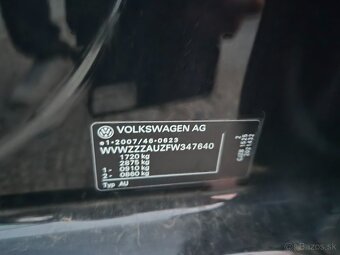 VOLKSWAGEN AG
e1*2007/46*0623
WVWZZZAUZFW347640
1720 kg
2675 kg
1- 0910 kg
2- 0860 kg
Typ AU
bazos.sk